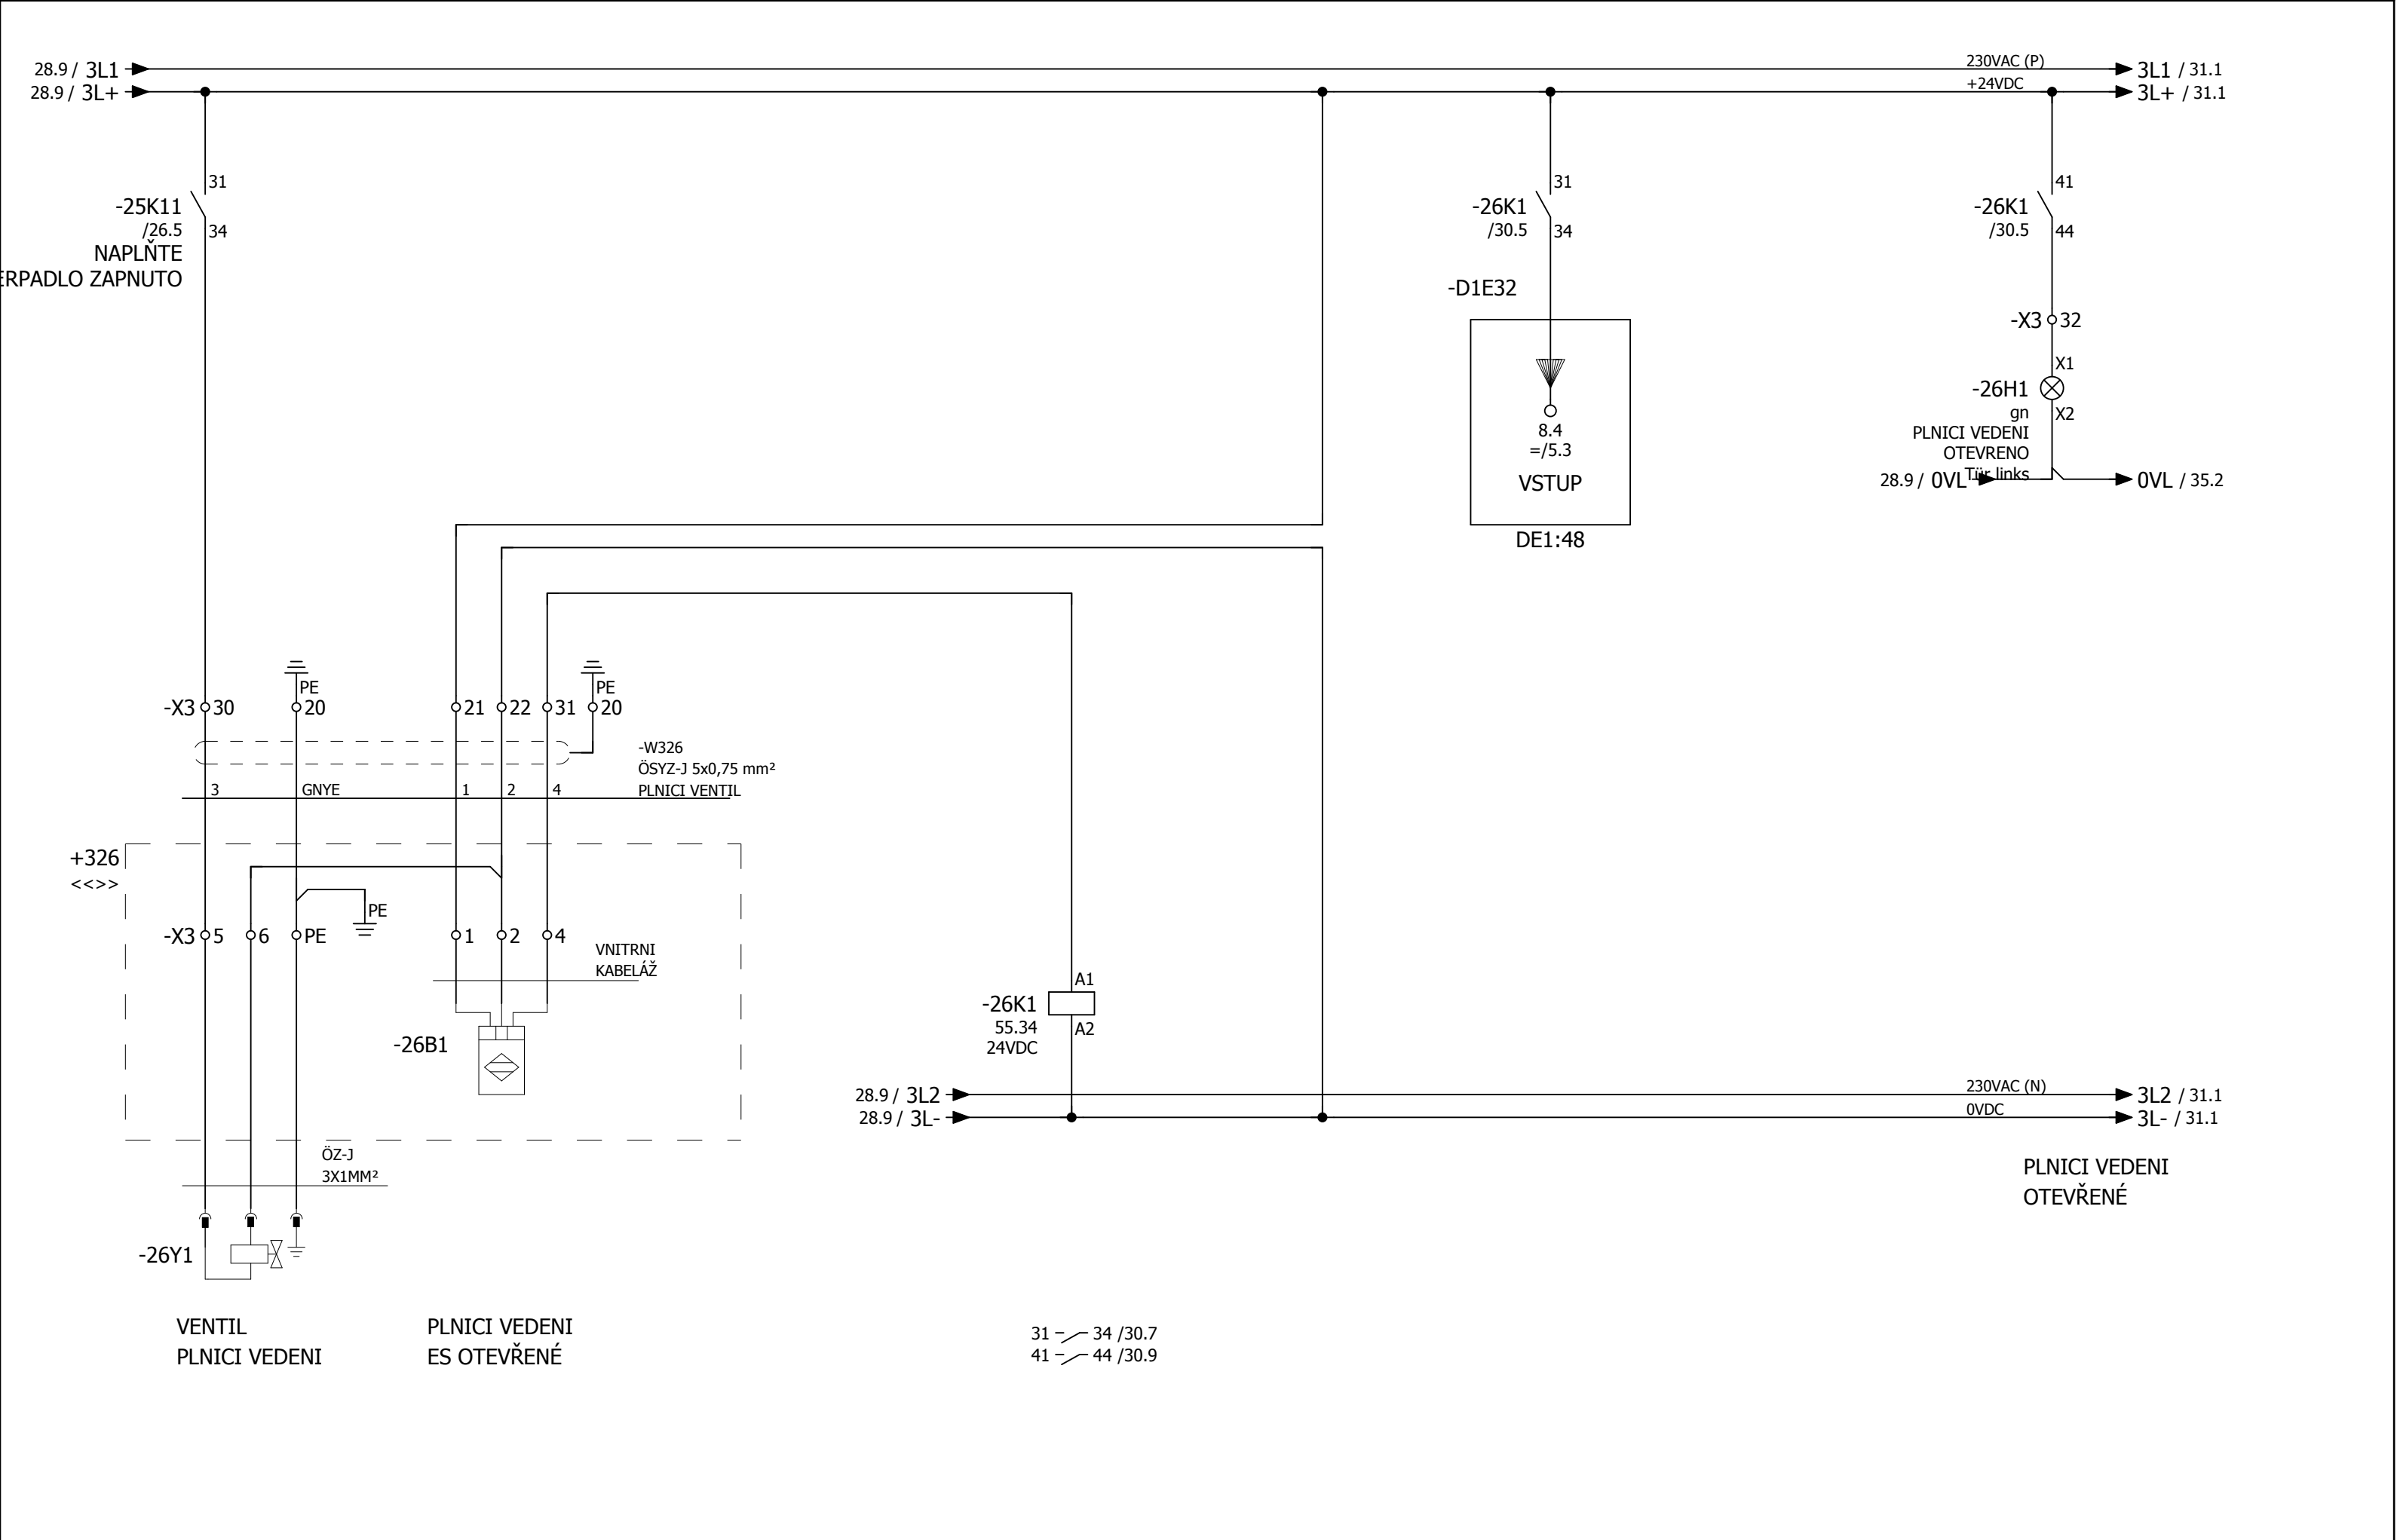 28.9 / 3L1
230VAC (P)
3L1 / 31.1
28.9 / 3L+
+24VDC
3L+ / 31.1
31
-25K11
/26.5
34
NAPLŇTE
ERPADLO ZAPNUTO
31
-26K1
/30.5
34
-D1E32
8.4
=/5.3
VSTUP
DE1:48
41
-26K1
/30.5
44
-X3 32
X1
-26H1
gn
X2
PLNICI VEDENI
OTEVRENO
Tür links
28.9 / 0VL
0VL / 35.2
PE
PE
-X3 30 20 21 22 31 20
-W326
ÖSYZ-J 5x0,75 mm²
3 GNYE 1 2 4 PLNICI VENTIL
+326
<<>>
PE
-X3 5 6 PE 1 2 4
VNITRNI
KABELÁŽ
-26B1
A1
-26K1
55.34
A2
24VDC
28.9 / 3L2
230VAC (N)
3L2 / 31.1
28.9 / 3L-
0VDC
3L- / 31.1
ÖZ-J
3X1MM²
PLNICI VEDENI
OTEVŘENÉ
-26Y1
VENTIL
PLNICI VEDENI
PLNICI VEDENI
ES OTEVŘENÉ
31 34 /30.7
41 44 /30.9